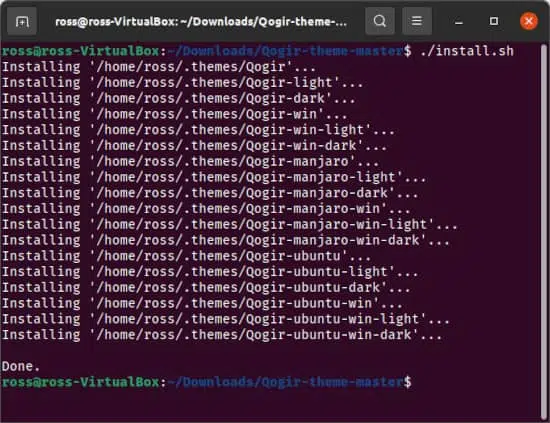 ross@ross-VirtualBox: ~/Downloads/Qogir-theme-...
ross@ross-VirtualBox:~/Downloads/Qogir-theme-master$ ./install.sh
Installing '/home/ross/.themes/Qogir'...
Installing '/home/ross/.themes/Qogir-light'...
Installing '/home/ross/.themes/Qogir-dark'...
Installing '/home/ross/.themes/Qogir-win'...
Installing '/home/ross/.themes/Qogir-win-light'...
Installing '/home/ross/.themes/Qogir-win-dark'...
Installing '/home/ross/.themes/Qogir-manjaro'...
Installing '/home/ross/.themes/Qogir-manjaro-light'...
Installing '/home/ross/.themes/Qogir-manjaro-dark'...
Installing '/home/ross/.themes/Qogir-manjaro-win'...
Installing '/home/ross/.themes/Qogir-manjaro-win-light'...
Installing '/home/ross/.themes/Qogir-manjaro-win-dark'...
Installing '/home/ross/.themes/Qogir-ubuntu'...
Installing '/home/ross/.themes/Qogir-ubuntu-light'...
Installing '/home/ross/.themes/Qogir-ubuntu-dark'...
Installing '/home/ross/.themes/Qogir-ubuntu-win'...
Installing '/home/ross/.themes/Qogir-ubuntu-win-light'...
Installing '/home/ross/.themes/Qogir-ubuntu-win-dark'...
Done.
ross@ross-VirtualBox:~/Downloads/Qogir-theme-master$